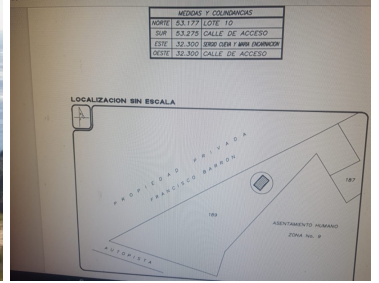 MEDIDAS Y COLINDANCIAS
NORTE 53.177 LOTE 10
SUR 53.275 CALLE DE ACCESO
ESTE 32.300 SERGIO CUEVA Y MARIA ENCARNACION
OESTE 32.300 CALLE DE ACCESO
LOCALIZACION SIN ESCALA
PROPIEDAD PRIVADA
FRANCISCO BARRON
187
ASENTAMIENTO HUMANO
ZONA No. 9
AUTOPISTA